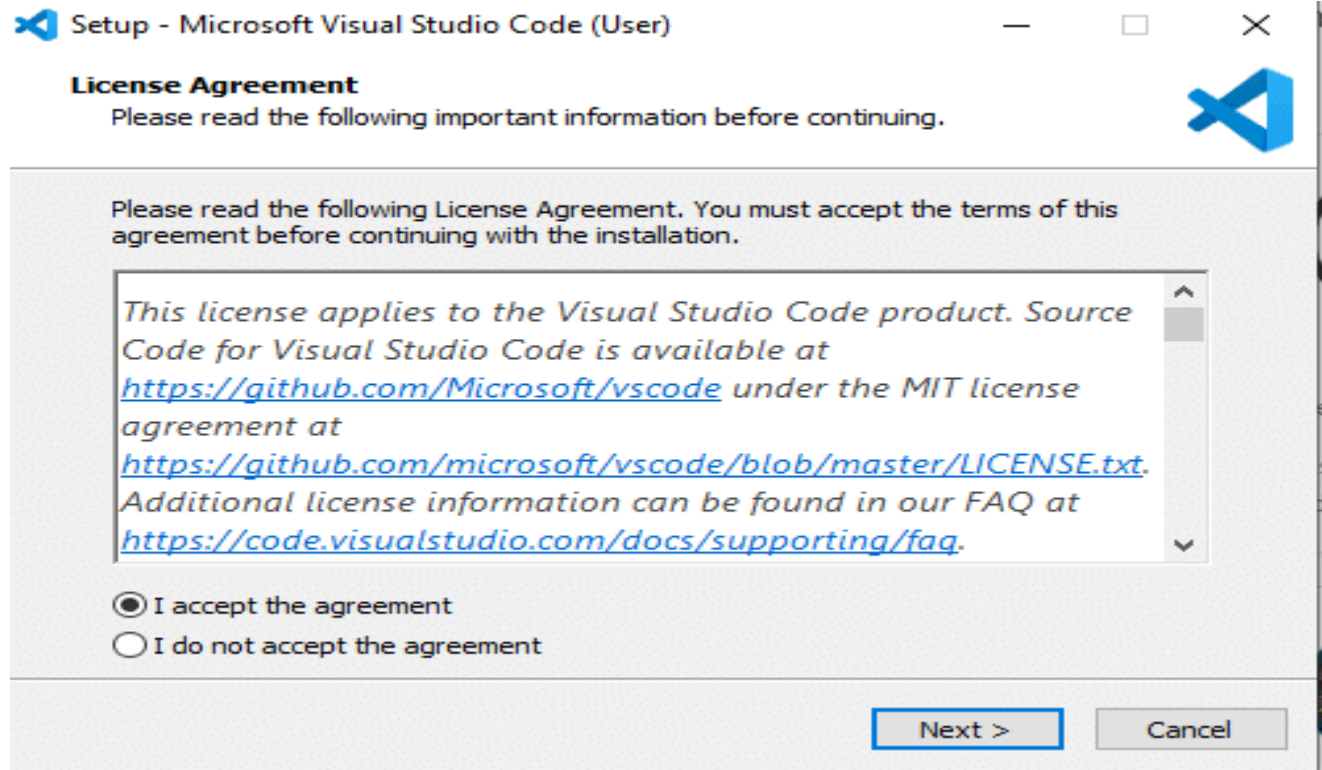 Setup - Microsoft Visual Studio Code (User)
License Agreement
Please read the following important information before continuing.
Please read the following License Agreement. You must accept the terms of this
agreement before continuing with the installation.
This license applies to the Visual Studio Code product. Source
Code for Visual Studio Code is available at
https://github.com/Microsoft/vscode under the MIT license
agreement at
https://github.com/microsoft/vscode/blob/master/LICENSE.txt.
Additional license information can be found in our FAQ at
https://code.visualstudio.com/docs/supporting/faq.
I accept the agreement
I do not accept the agreement
Next >
Cancel